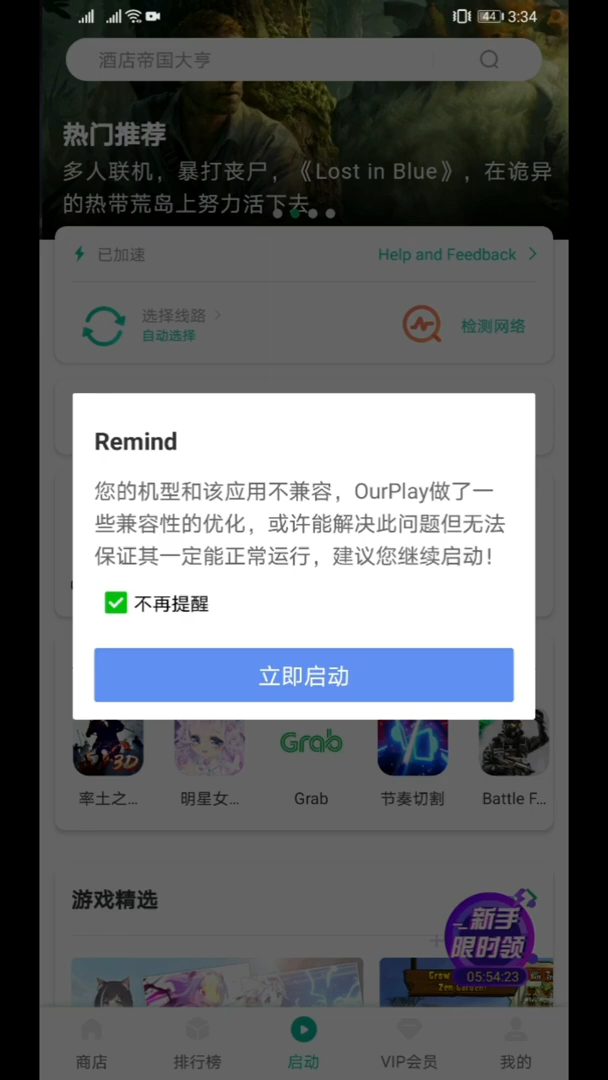 44 3:34
酒店帝国大亨
热门推荐
多人联机，暴打丧尸，《Lost in Blue》，在诡异
的热带荒岛上努力活下去
已加速
Help and Feedback
选择线路
自动选择
检测网络
Remind
您的机型和该应用不兼容，OurPlay做了一
些兼容性的优化，或许能解决此问题但无法
保证其一定能正常运行，建议您继续启动！
不再提醒
立即启动
3D
Grab
率土之...
明星女...
Grab
节奏切割
Battle F...
游戏精选
新手
限时领
05:54:23
Grow
Zen Garden!
商店
排行榜
启动
VIP会员
我的